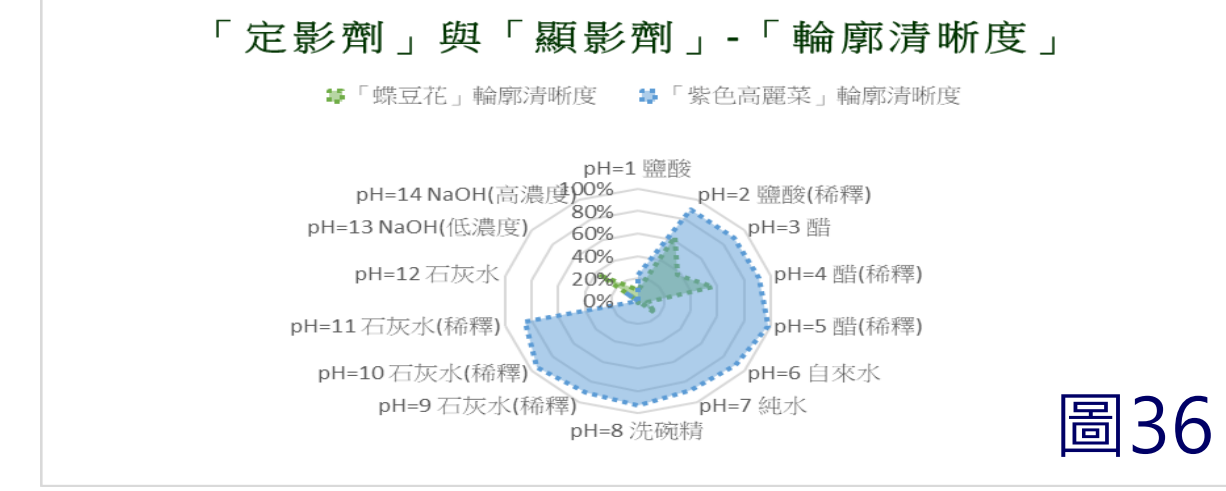 「定影劑」與「顯影劑」-「輪廓清晰度」
「蝶豆花」輪廓清晰度
「紫色高麗菜」輪廓清晰度
pH=1 鹽酸
pH=2 鹽酸(稀釋)
pH=3 醋
pH=4 醋(稀釋)
pH=5 醋(稀釋)
pH=6 自來水
pH=7 純水
pH=8 洗碗精
pH=9 石灰水(稀釋)
pH=10 石灰水(稀釋)
pH=11 石灰水(稀釋)
pH=12 石灰水
pH=13 NaOH(低濃度)
pH=14 NaOH(高濃度)
100%
80%
60%
40%
20%
0%
圖36